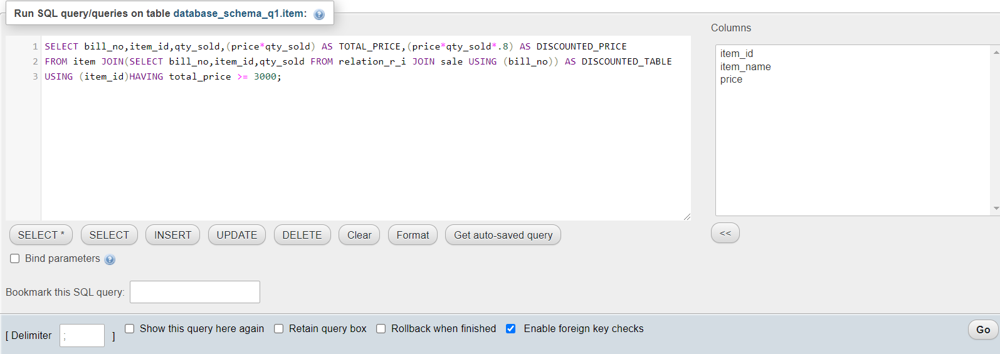 Run SQL query/queries on table database_schema_q1.item:
Columns
1 SELECT bill_no,item_id,qty_sold,(price*qty_sold) AS TOTAL_PRICE,(price*qty_sold*.8) AS DISCOUNTED_PRICE
2 FROM item JOIN(SELECT bill_no,item_id,qty_sold FROM relation_r_i JOIN sale USING (bill_no)) AS DISCOUNTED_TABLE
3 USING (item_id)HAVING total_price >= 3000;
item_id
item_name
price
SELECT * SELECT INSERT UPDATE DELETE Clear Format Get auto-saved query
<<
Bind parameters
Bookmark this SQL query:
[ Delimiter ; ] Show this query here again Retain query box Rollback when finished Enable foreign key checks
Go